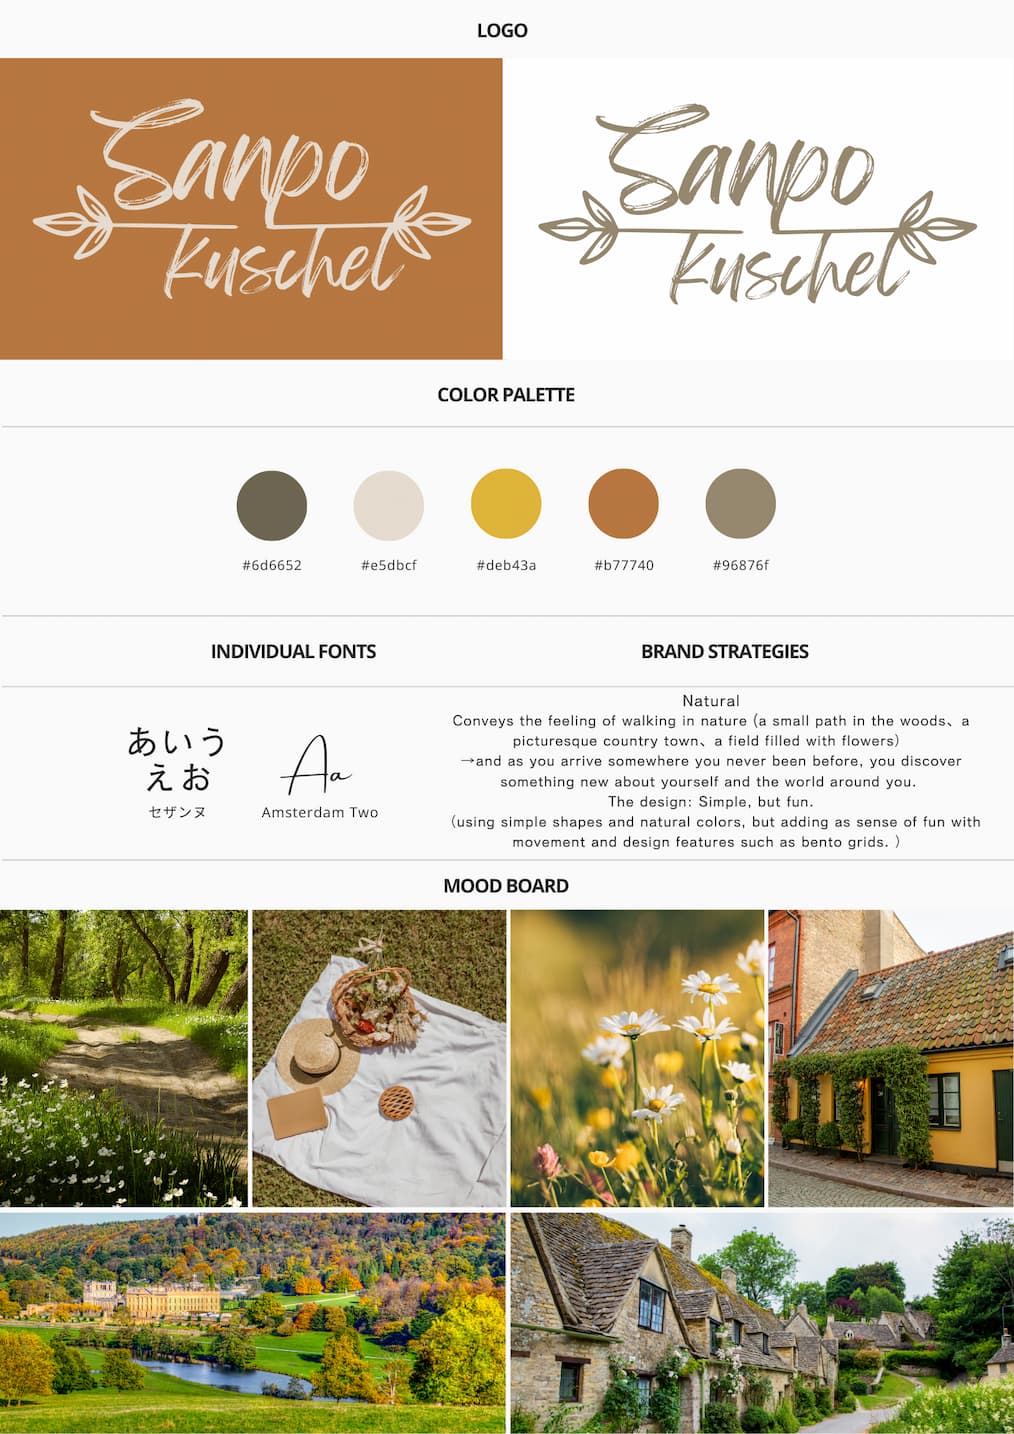 LOGO
Sanpo
Kuschel
Sanpo
Kuschel
COLOR PALETTE
#6d6652
#e5dbcf
#deb43a
#b77740
#96876f
INDIVIDUAL FONTS
あいう
えお
セザンヌ
Aa
Amsterdam Two
BRAND STRATEGIES
Natural
Conveys the feeling of walking in nature (a small path in the woods、a
picturesque country town、a field filled with flowers)
→and as you arrive somewhere you never been before, you discover
something new about yourself and the world around you.
The design: Simple, but fun.
(using simple shapes and natural colors, but adding as sense of fun with
movement and design features such as bento grids. )
MOOD BOARD